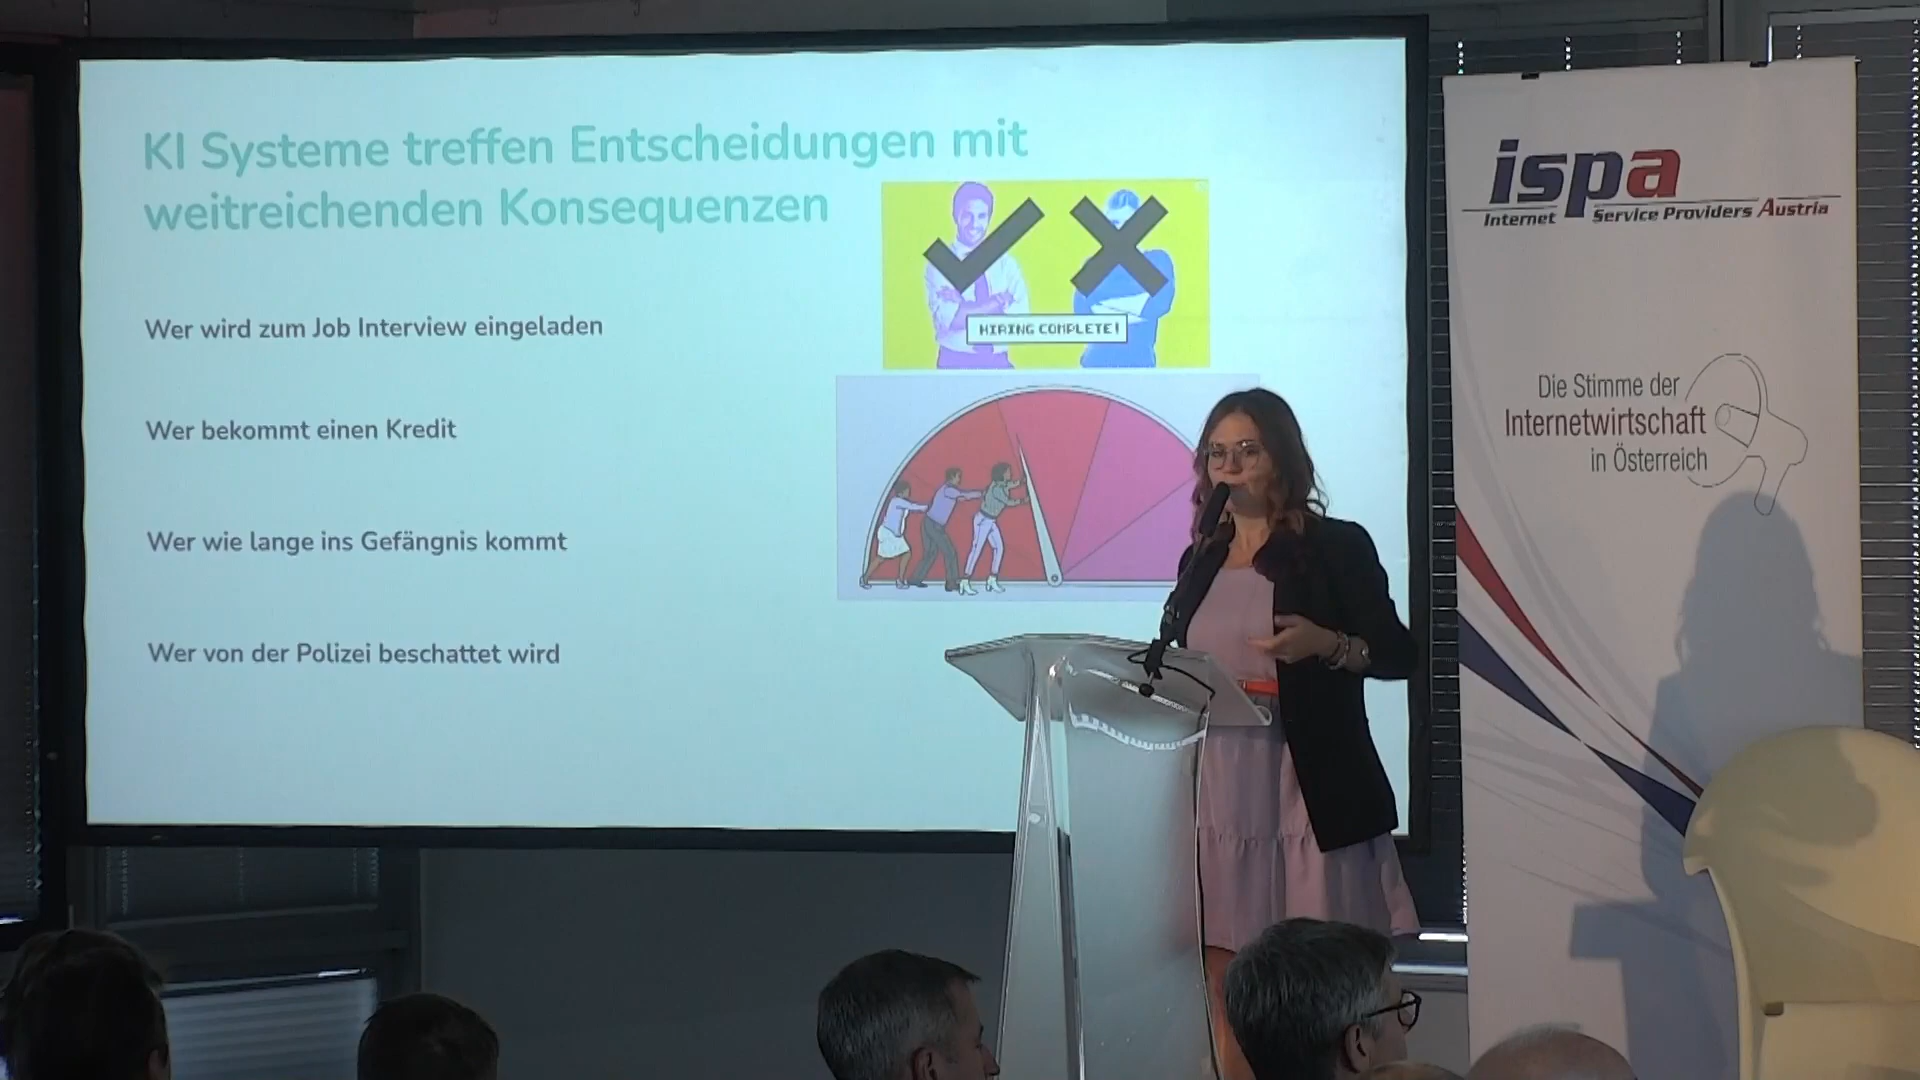 KI Systeme treffen Entscheidungen mit
weitreichenden Konsequenzen
Wer wird zum Job Interview eingeladen
Wer bekommt einen Kredit
Wer wie lange ins Gefängnis kommt
Wer von der Polizei beschattet wird
HIRING COMPLETE!
ispa
Internet Service Providers Austria
Die Stimme der
Internetwirtschaft
in Österreich